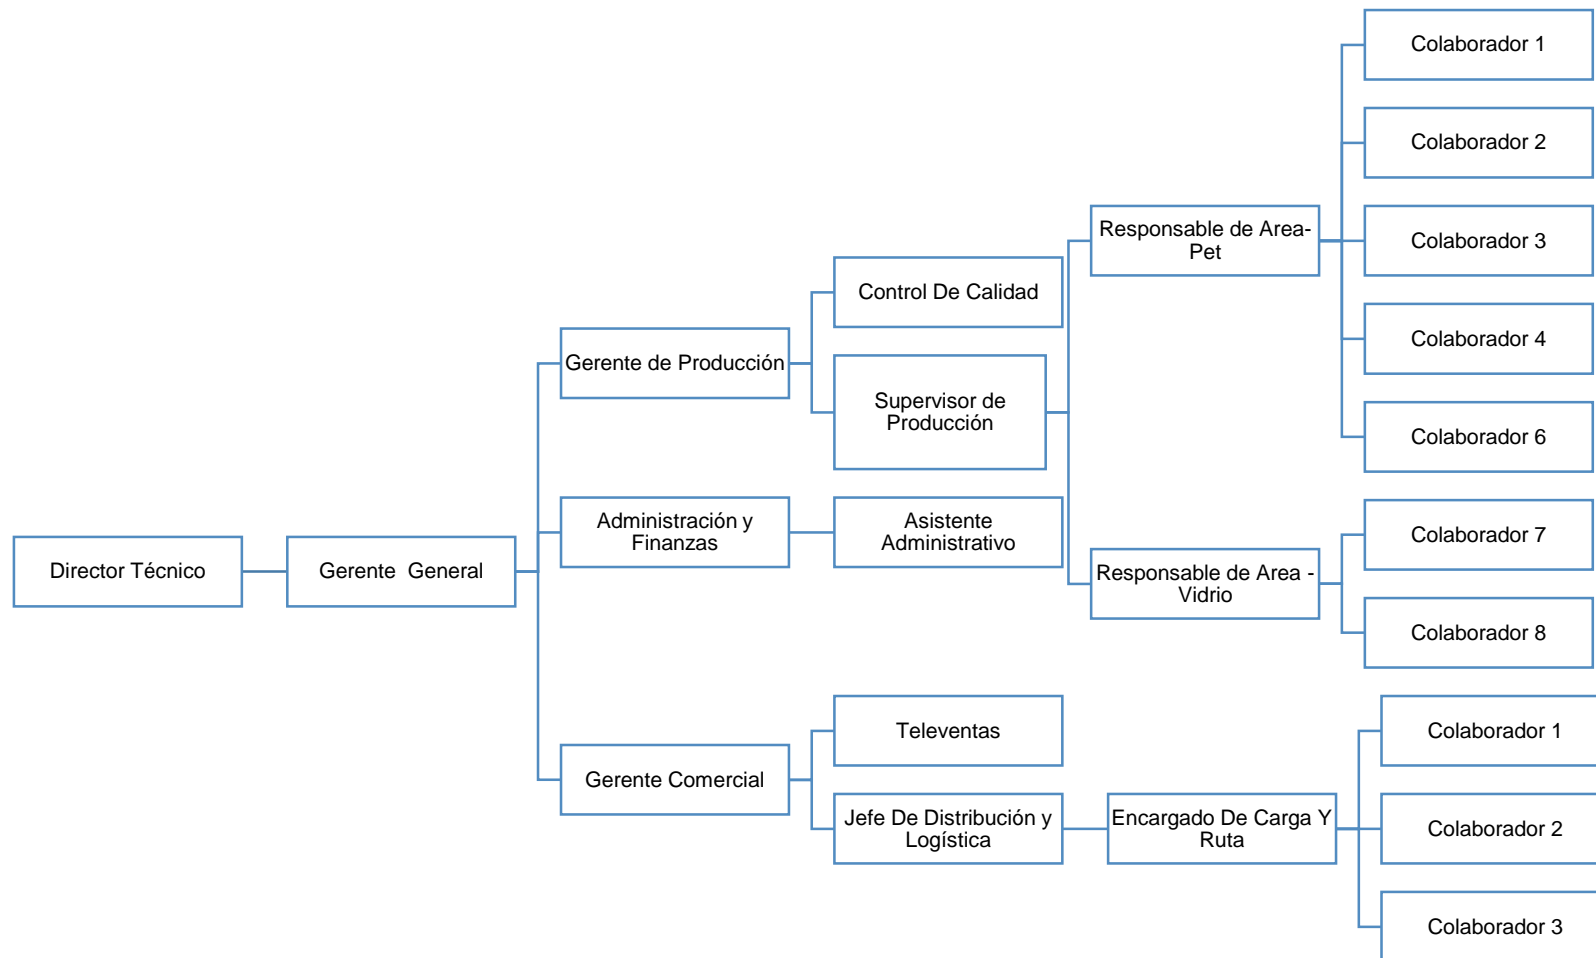 Director Técnico
Gerente  General
Gerente de Producción
Control De Calidad
Supervisor de
Producción
Responsable de Area-
Pet
Colaborador 1
Colaborador 2
Colaborador 3
Colaborador 4
Colaborador 6
Responsable de Area -
Vidrio
Colaborador 7
Colaborador 8
Administración y
Finanzas
Asistente
Administrativo
Gerente Comercial
Televentas
Jefe De Distribución y
Logística
Encargado De Carga Y
Ruta
Colaborador 1
Colaborador 2
Colaborador 3